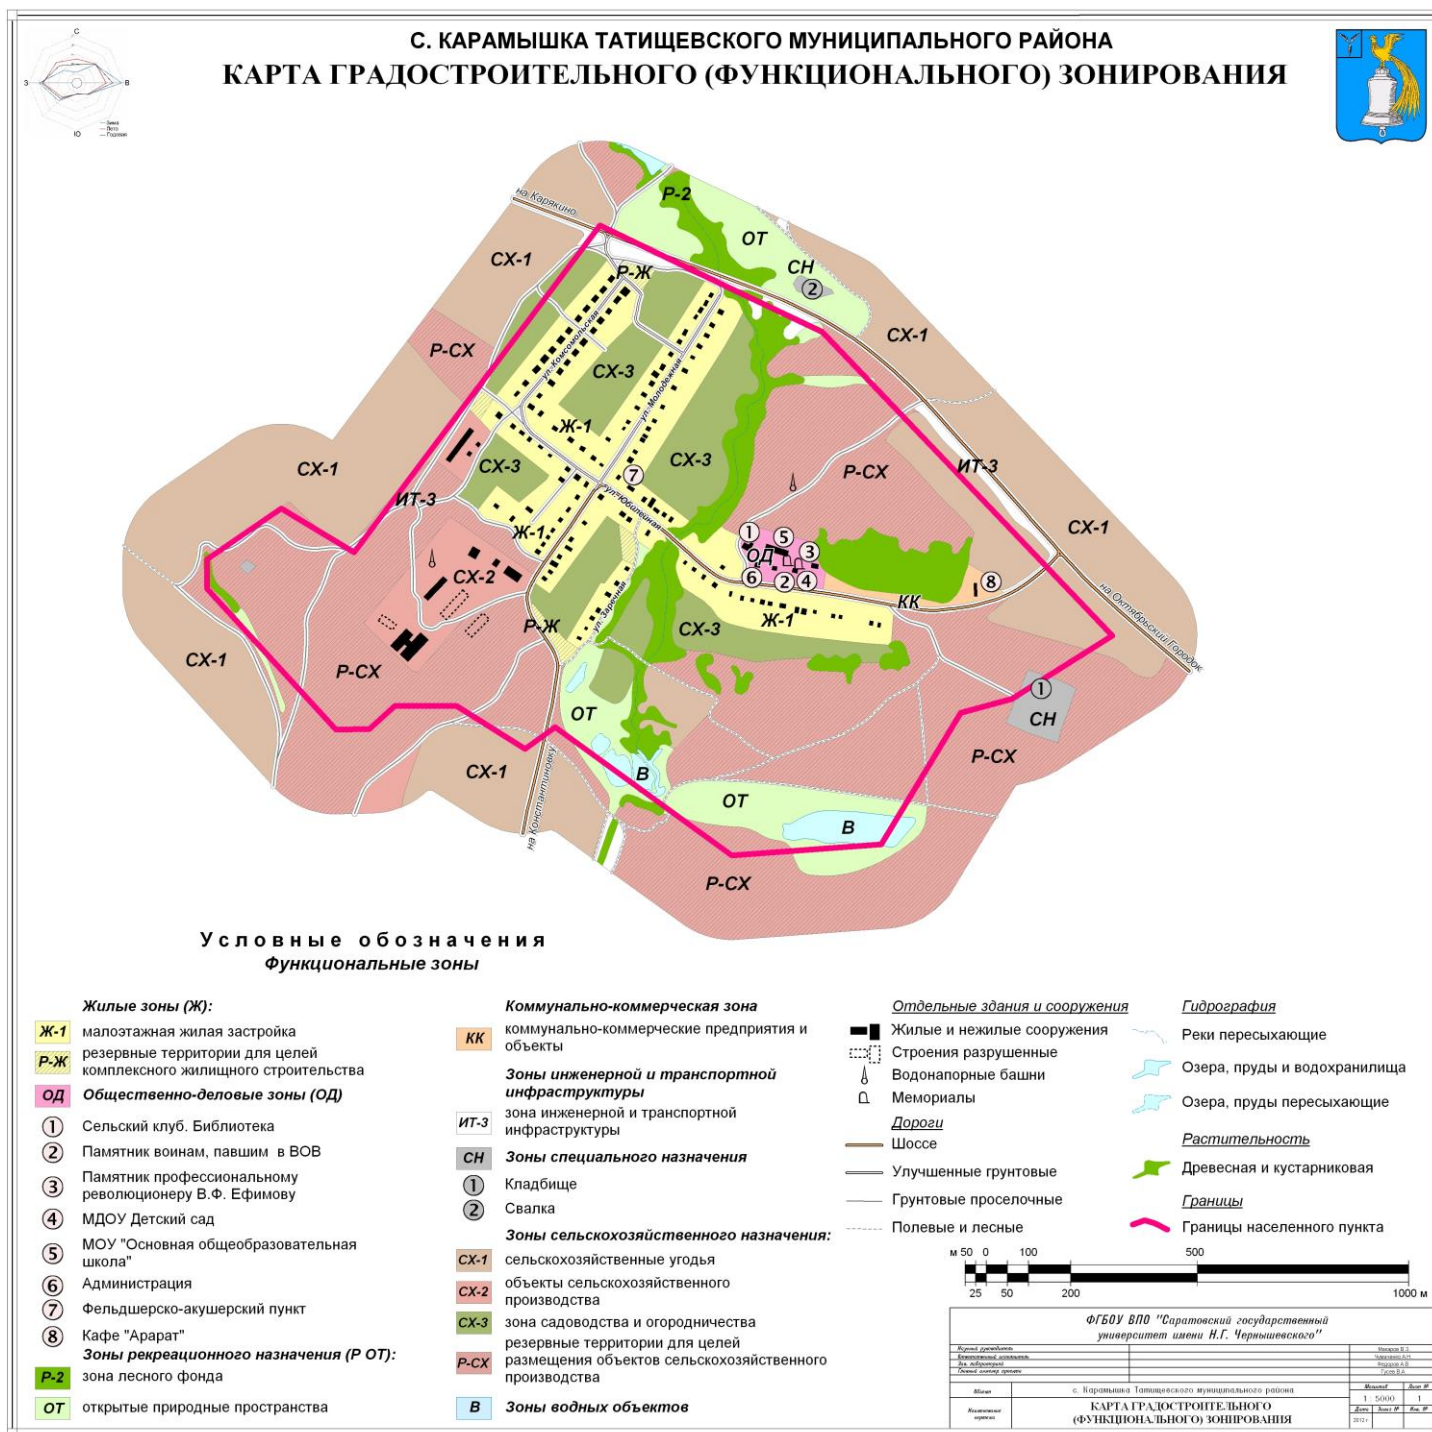 С. КАРАМЫШКА ТАТИЩЕВСКОГО МУНИЦИПАЛЬНОГО РАЙОНА
КАРТА ГРАДОСТРОИТЕЛЬНОГО (ФУНКЦИОНАЛЬНОГО) ЗОНИРОВАНИЯ
С
З
В
Ю
Зима
Лето
Годовая
на Карякино
Р-2
ОТ
СН
2
СХ-1
Р-Ж
СХ-1
Р-СХ
ул. Комсомольская
СХ-3
ул. Молодежная
Ж-1
СХ-1
СХ-3
7
СХ-3
Р-СХ
ИТ-3
ИТ-3
ул. Юбилейная
СХ-1
Ж-1
1
5
3
ОД
6
2
4
8
СХ-2
КК
на Октябрьский Городок
ул. Заречная
Р-Ж
СХ-3
Ж-1
СХ-1
Р-СХ
1
СН
ОТ
Р-СХ
СХ-1
В
на Константиновку
ОТ
В
Р-СХ
Условные обозначения
Функциональные зоны
Жилые зоны (Ж):
Ж-1 малоэтажная жилая застройка
Р-Ж резервные территории для целей
комплексного жилищного строительства
ОД Общественно-деловые зоны (ОД)
1 Сельский клуб. Библиотека
2 Памятник воинам, павшим в ВОВ
3 Памятник профессиональному
революционеру В.Ф. Ефимову
4 МДОУ Детский сад
5 МОУ "Основная общеобразовательная
школа"
6 Администрация
7 Фельдшерско-акушерский пункт
8 Кафе "Арарат"
Зоны рекреационного назначения (Р ОТ):
Р-2 зона лесного фонда
ОТ открытые природные пространства
Коммунально-коммерческая зона
КК коммунально-коммерческие предприятия и
объекты
Зоны инженерной и транспортной
инфраструктуры
ИТ-3 зона инженерной и транспортной
инфраструктуры
СН Зоны специального назначения
1 Кладбище
2 Свалка
Зоны сельскохозяйственного назначения:
СХ-1 сельскохозяйственные угодья
СХ-2 объекты сельскохозяйственного
производства
СХ-3 зона садоводства и огородничества
Р-СХ резервные территории для целей
размещения объектов сельскохозяйственного
производства
В Зоны водных объектов
Отдельные здания и сооружения
Жилые и нежилые сооружения
Строения разрушенные
Водонапорные башни
Мемориалы
Дороги
Шоссе
Улучшенные грунтовые
Грунтовые проселочные
Полевые и лесные
Гидрография
Реки пересыхающие
Озера, пруды и водохранилища
Озера, пруды пересыхающие
Растительность
Древесная и кустарниковая
Границы
Границы населенного пункта
м 50 0 100 500
25 50 200 1000 м
ФГБОУ ВПО "Саратовский государственный
университет имени Н.Г. Чернышевского"
с. Карамышка Татищевского муниципального района
Масштаб
1 : 5000 1
КАРТА ГРАДОСТРОИТЕЛЬНОГО
(ФУНКЦИОНАЛЬНОГО) ЗОНИРОВАНИЯ